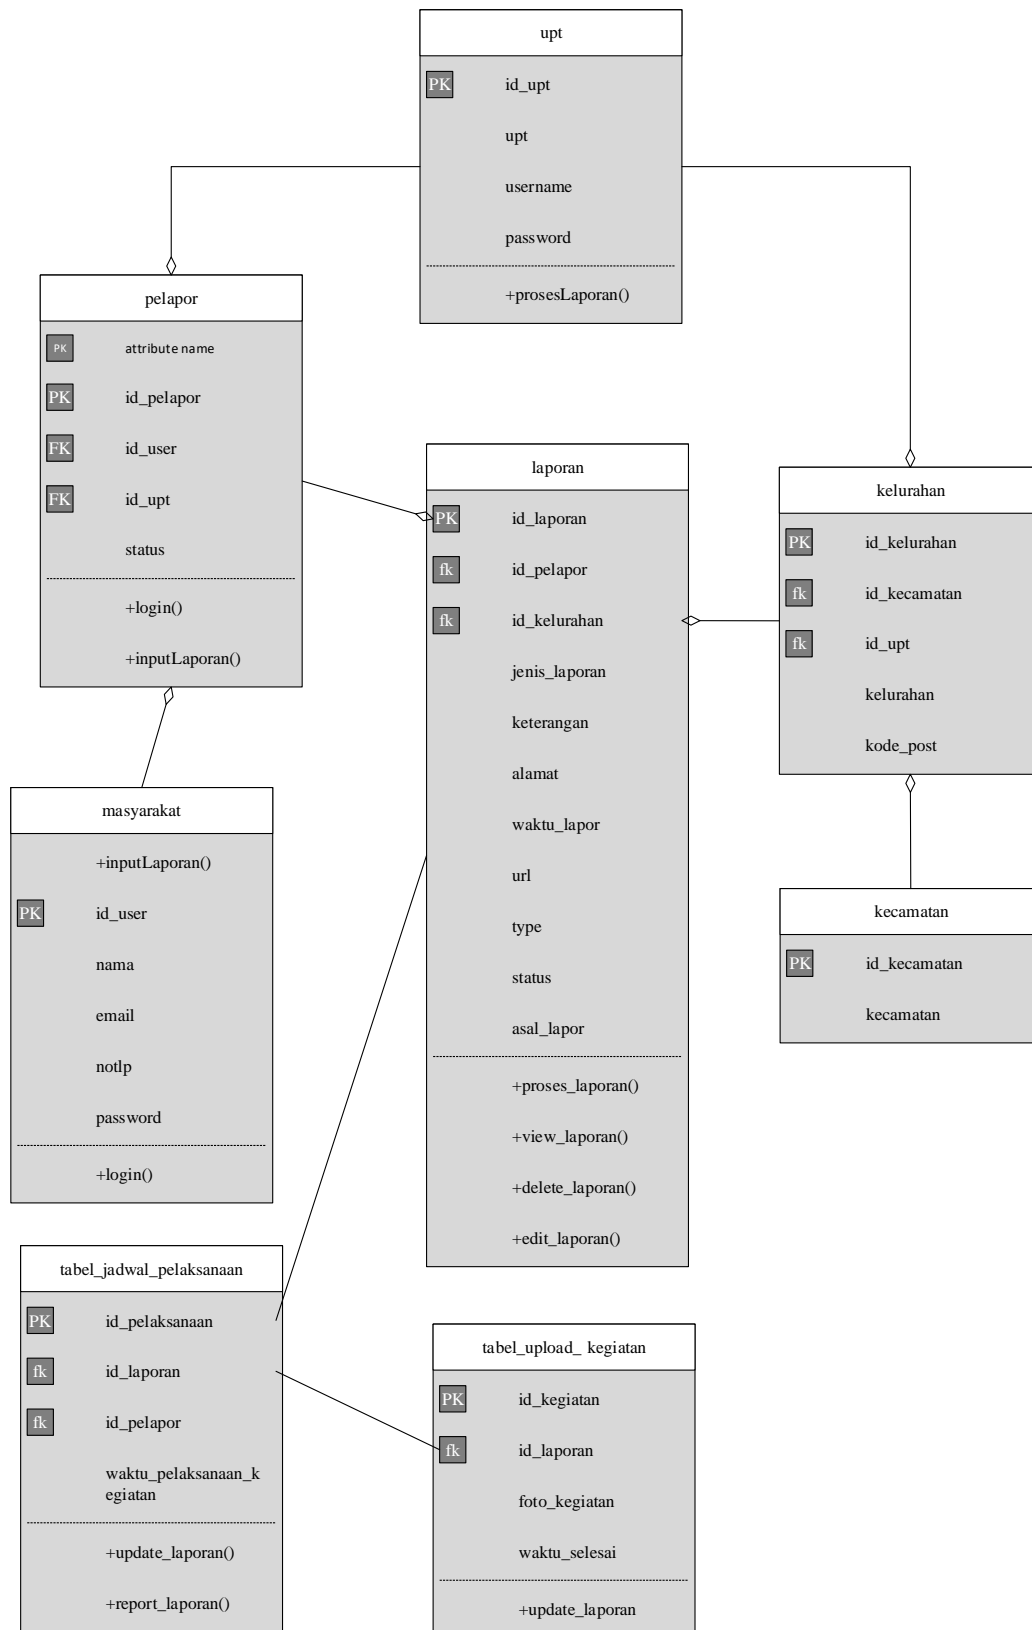 upt
PK id_upt
upt
username
password
+prosesLaporan()
pelapor
PK attribute name
PK id_pelapor
FK id_user
FK id_upt
status
+login()
+inputLaporan()
laporan
PK id_laporan
fk id_pelapor
fk id_kelurahan
jenis_laporan
keterangan
alamat
waktu_lapor
url
type
status
asal_lapor
+proses_laporan()
+view_laporan()
+delete_laporan()
+edit_laporan()
kelurahan
PK id_kelurahan
fk id_kecamatan
fk id_upt
kelurahan
kode_post
masyarakat
+inputLaporan()
PK id_user
nama
email
notlp
password
+login()
kecamatan
PK id_kecamatan
kecamatan
tabel_jadwal_pelaksanaan
PK id_pelaksanaan
fk id_laporan
fk id_pelapor
waktu_pelaksanaan_k
egiatan
+update_laporan()
+report_laporan()
tabel_upload_ kegiatan
PK id_kegiatan
fk id_laporan
foto_kegiatan
waktu_selesai
+update_laporan